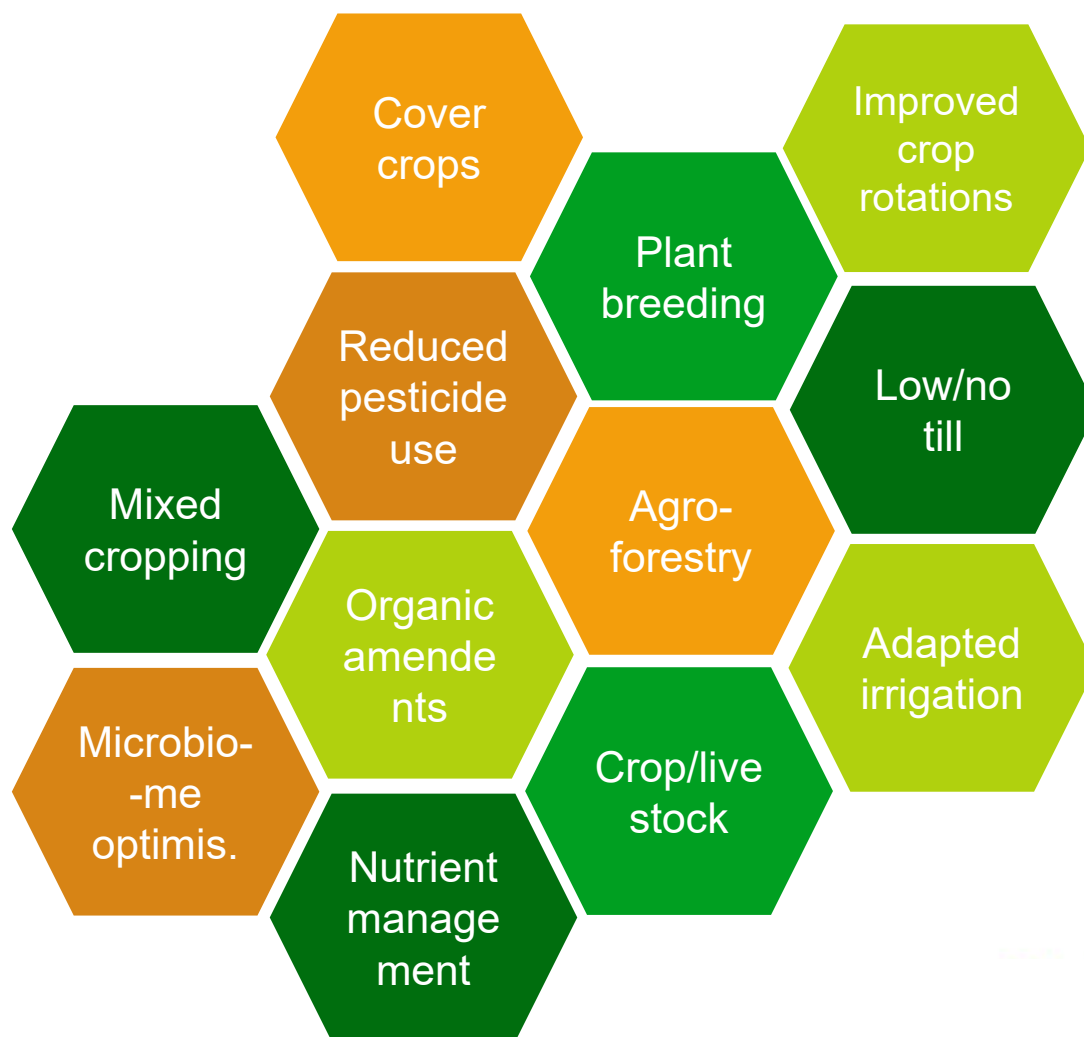 Cover
crops
Improved
crop
rotations
Plant
breeding
Reduced
pesticide
use
Low/no
till
Mixed
cropping
Agro-
forestry
Organic
amende
nts
Adapted
irrigation
Microbio-
-me
optimis.
Crop/live
stock
Nutrient
manage
ment